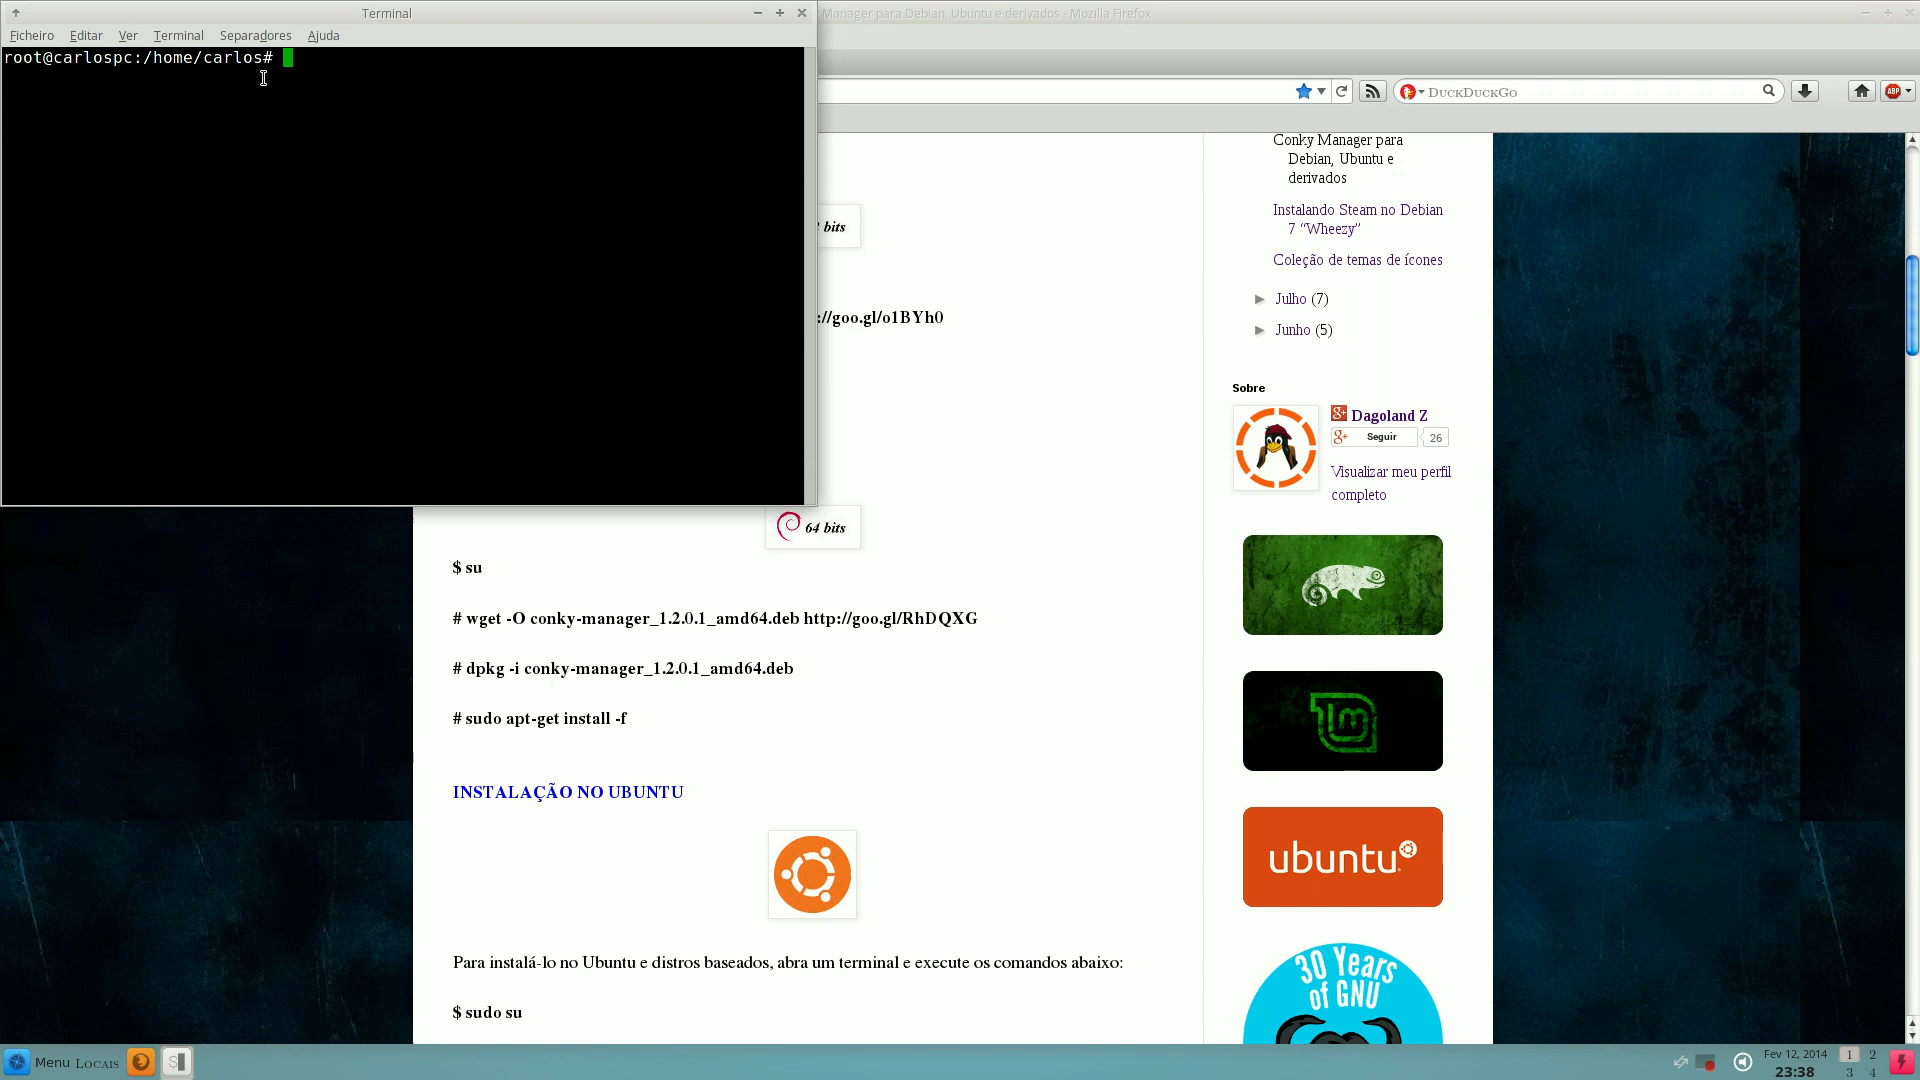 Terminal
Manager para Debian, Ubuntu e derivados - Mozilla Firefox
Ficheiro Editar Ver Terminal Separadores Ajuda
root@carlospc:/home/carlos#
DuckDuckGo
ABP
bits
://goo.gl/o1BYh0
64 bits
$ su
# wget -O conky-manager_1.2.0.1_amd64.deb http://goo.gl/RhDQXG
# dpkg -i conky-manager_1.2.0.1_amd64.deb
# sudo apt-get install -f
INSTALAÇÃO NO UBUNTU
Para instalá-lo no Ubuntu e distros baseados, abra um terminal e execute os comandos abaixo:
$ sudo su
Conky Manager para
Debian, Ubuntu e
derivados
Instalando Steam no Debian
7 “Wheezy”
Coleção de temas de ícones
► Julho (7)
► Junho (5)
Sobre
Dagoland Z
Seguir 26
Visualizar meu perfil
completo
ubuntu
30 Years
of GNU
Menu Locais
Fev 12, 2014
23:38
1 2
3 4